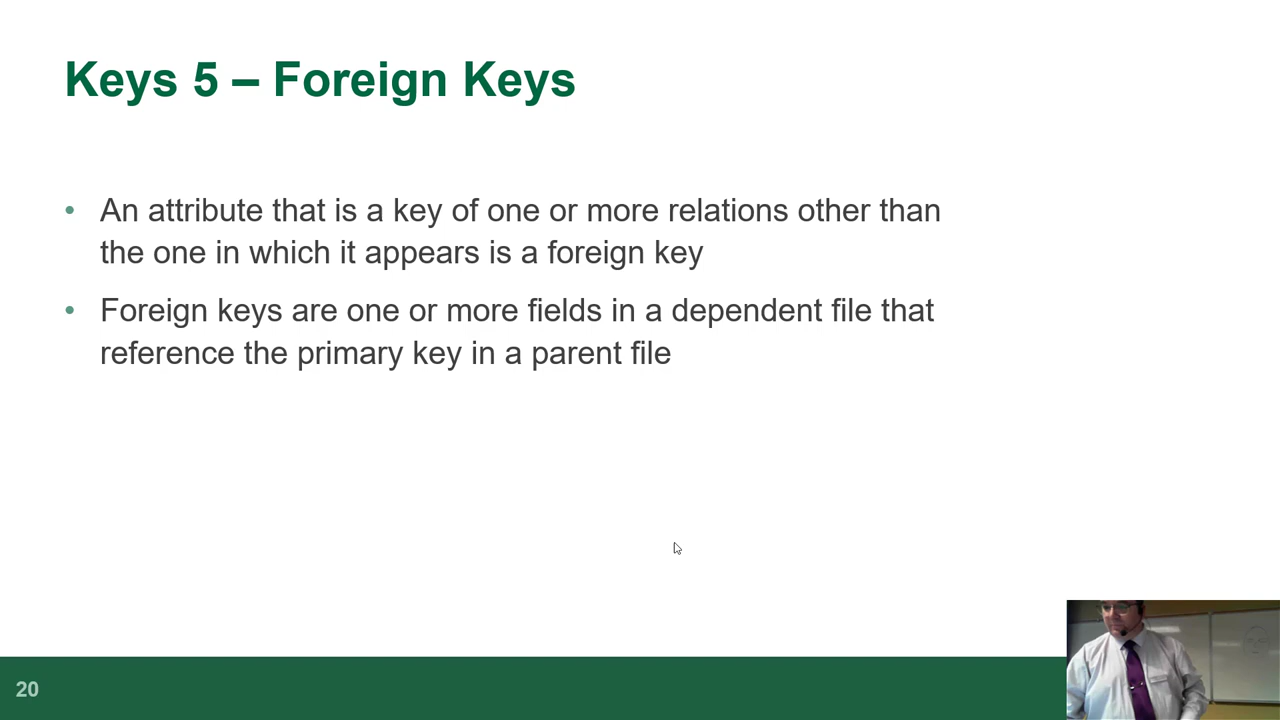 Keys 5 – Foreign Keys
• An attribute that is a key of one or more relations other than
the one in which it appears is a foreign key
• Foreign keys are one or more fields in a dependent file that
reference the primary key in a parent file
20